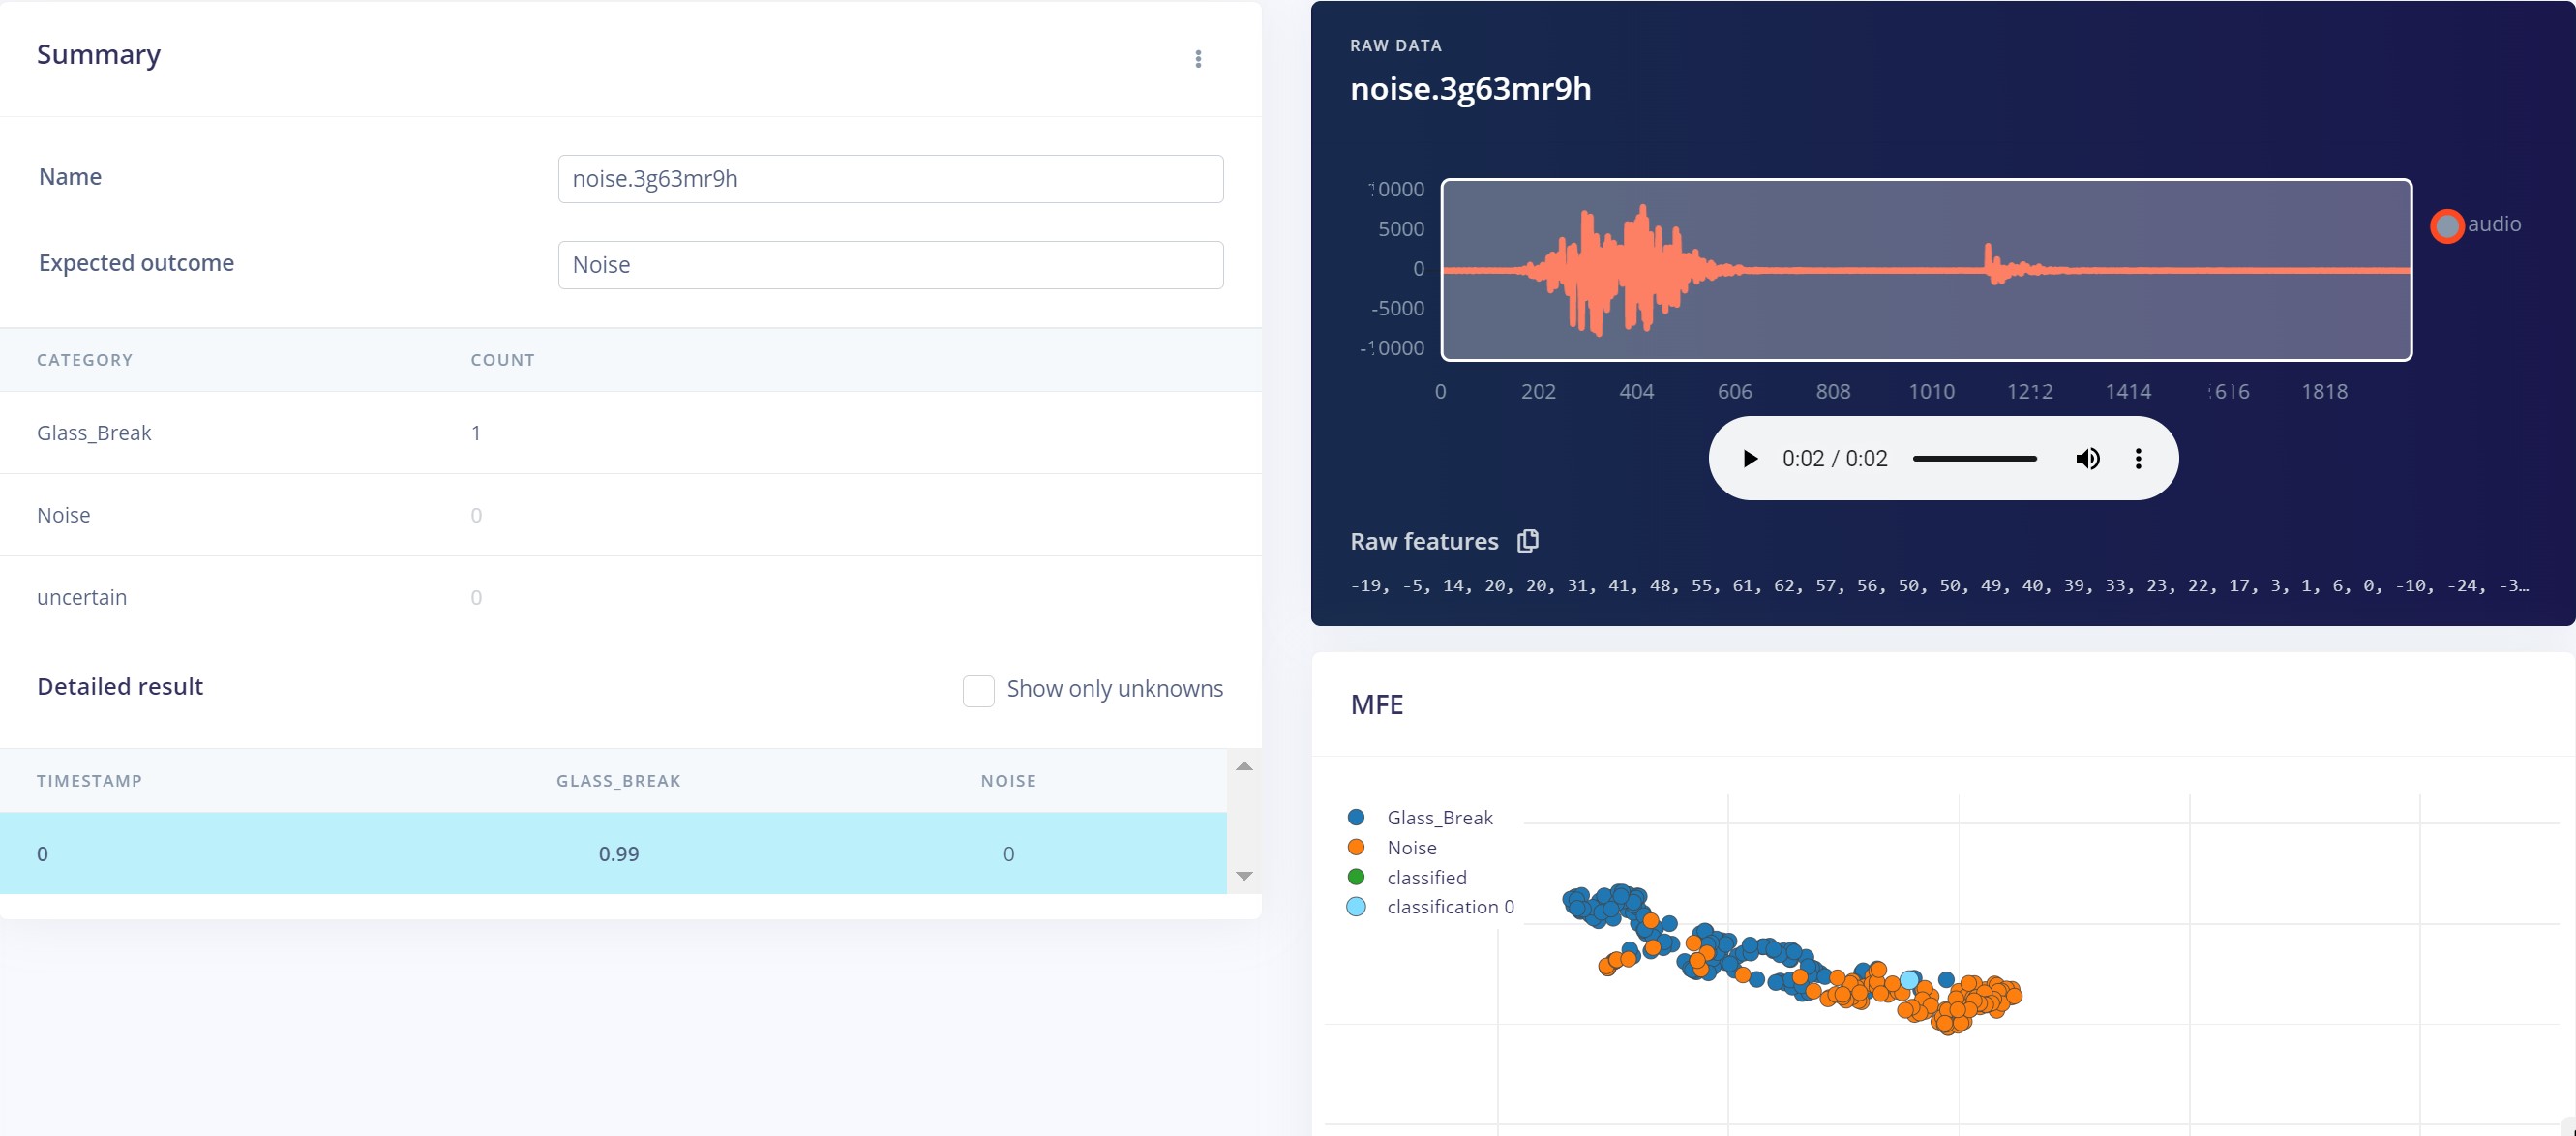 Summary
Name
noise.3g63mr9h
Expected outcome
Noise
CATEGORY COUNT
Glass_Break 1
Noise 0
uncertain 0
Detailed result
Show only unknowns
TIMESTAMP GLASS_BREAK NOISE
0 0.99 0
RAW DATA
noise.3g63mr9h
10000
5000
0
-5000
-10000
audio
0 202 404 606 808 1010 1212 1414 1616 1818
0:02 / 0:02
Raw features
-19, -5, 14, 20, 20, 31, 41, 48, 55, 61, 62, 57, 56, 50, 50, 49, 40, 39, 33, 23, 22, 17, 3, 1, 6, 0, -10, -24, -3…
MFE
Glass_Break
Noise
classified
classification 0